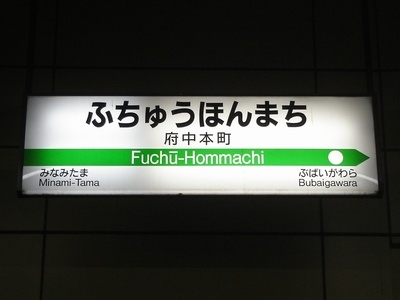 ふちゅうほんまち
府中本町
Fuchū-Hommachi
みなみたま
Minami-Tama
ぶばいがわら
Bubaigawara